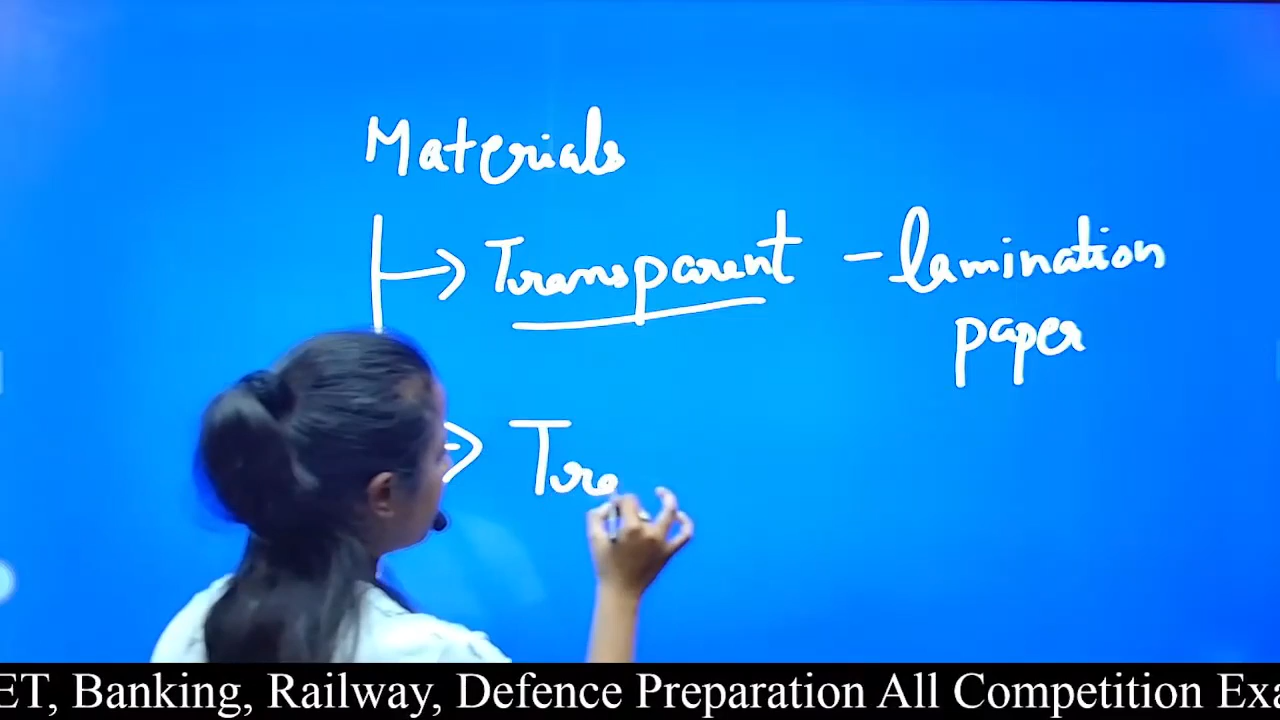 Materials
Transparent - lamination
paper
Tra
ET, Banking, Railway, Defence Preparation All Competition Exa